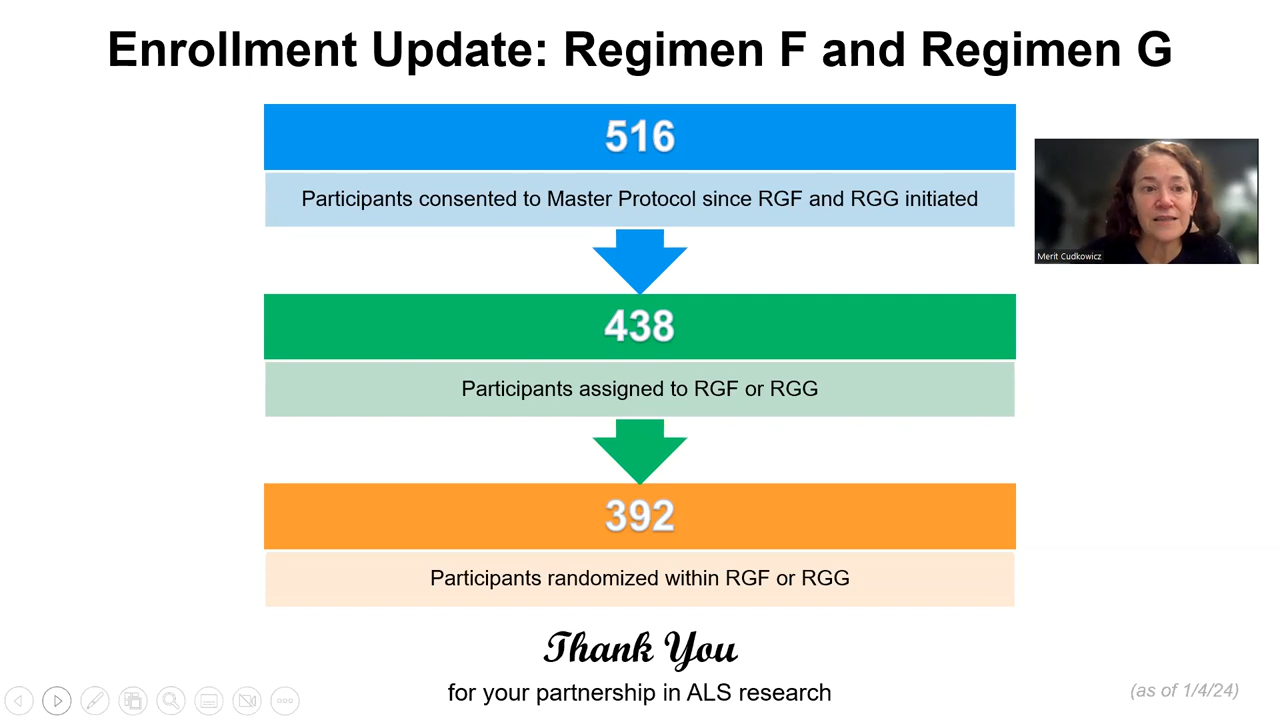 Enrollment Update: Regimen F and Regimen G
516
Participants consented to Master Protocol since RGF and RGG initiated
Merit Cudkowicz
438
Participants assigned to RGF or RGG
392
Participants randomized within RGF or RGG
Thank You
for your partnership in ALS research
(as of 1/4/24)